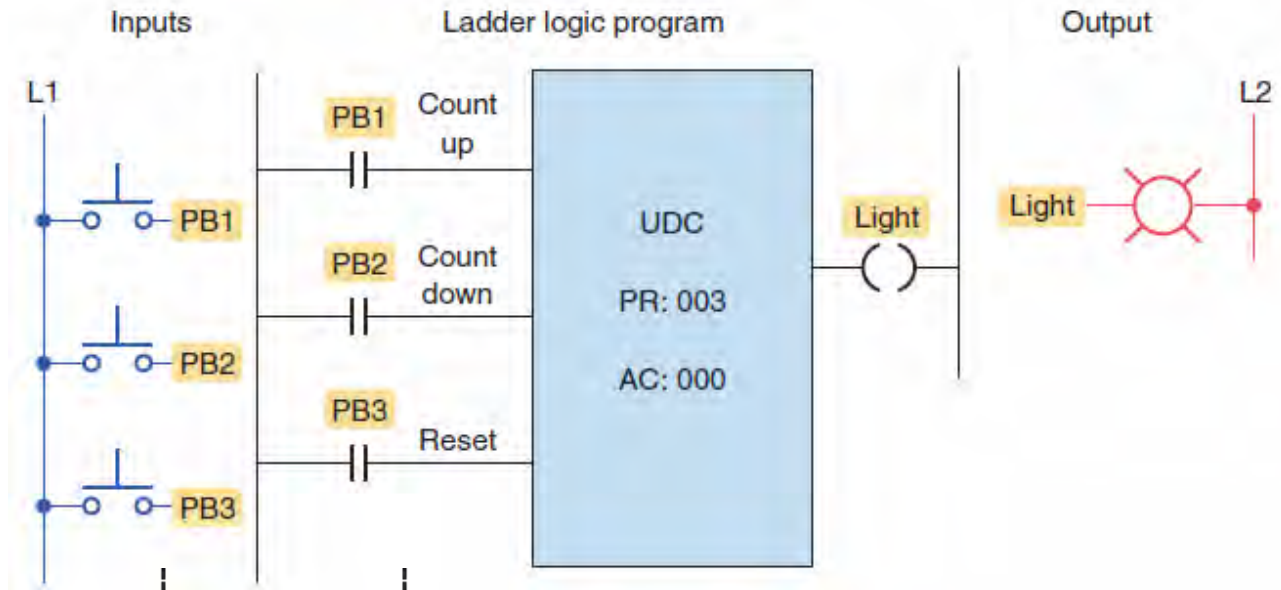 Inputs
Ladder logic program
Output
L1
L2
PB1
Count
up
PB1
UDC
Light
Light
PB2
Count
down
PR: 003
PB2
AC: 000
PB3
Reset
PB3